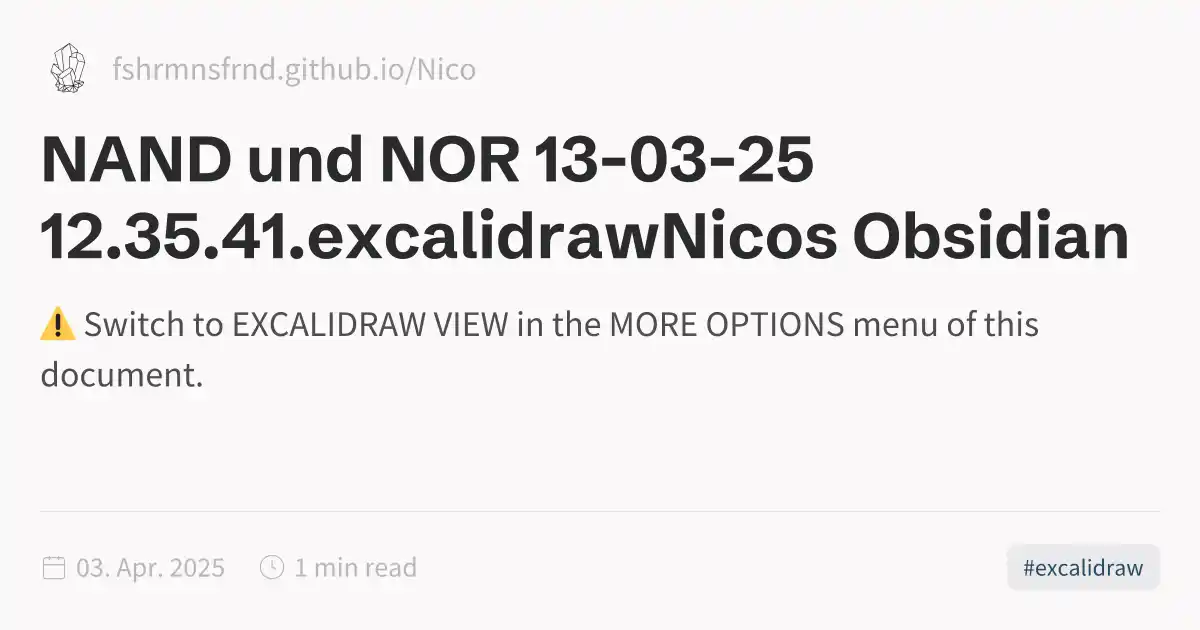 fshrmnsfrnd.github.io/Nico
NAND und NOR 13-03-25
12.35.41.excalidrawNicos Obsidian
⚠️ Switch to EXCALIDRAW VIEW in the MORE OPTIONS menu of this
document.
03. Apr. 2025 1 min read #excalidraw